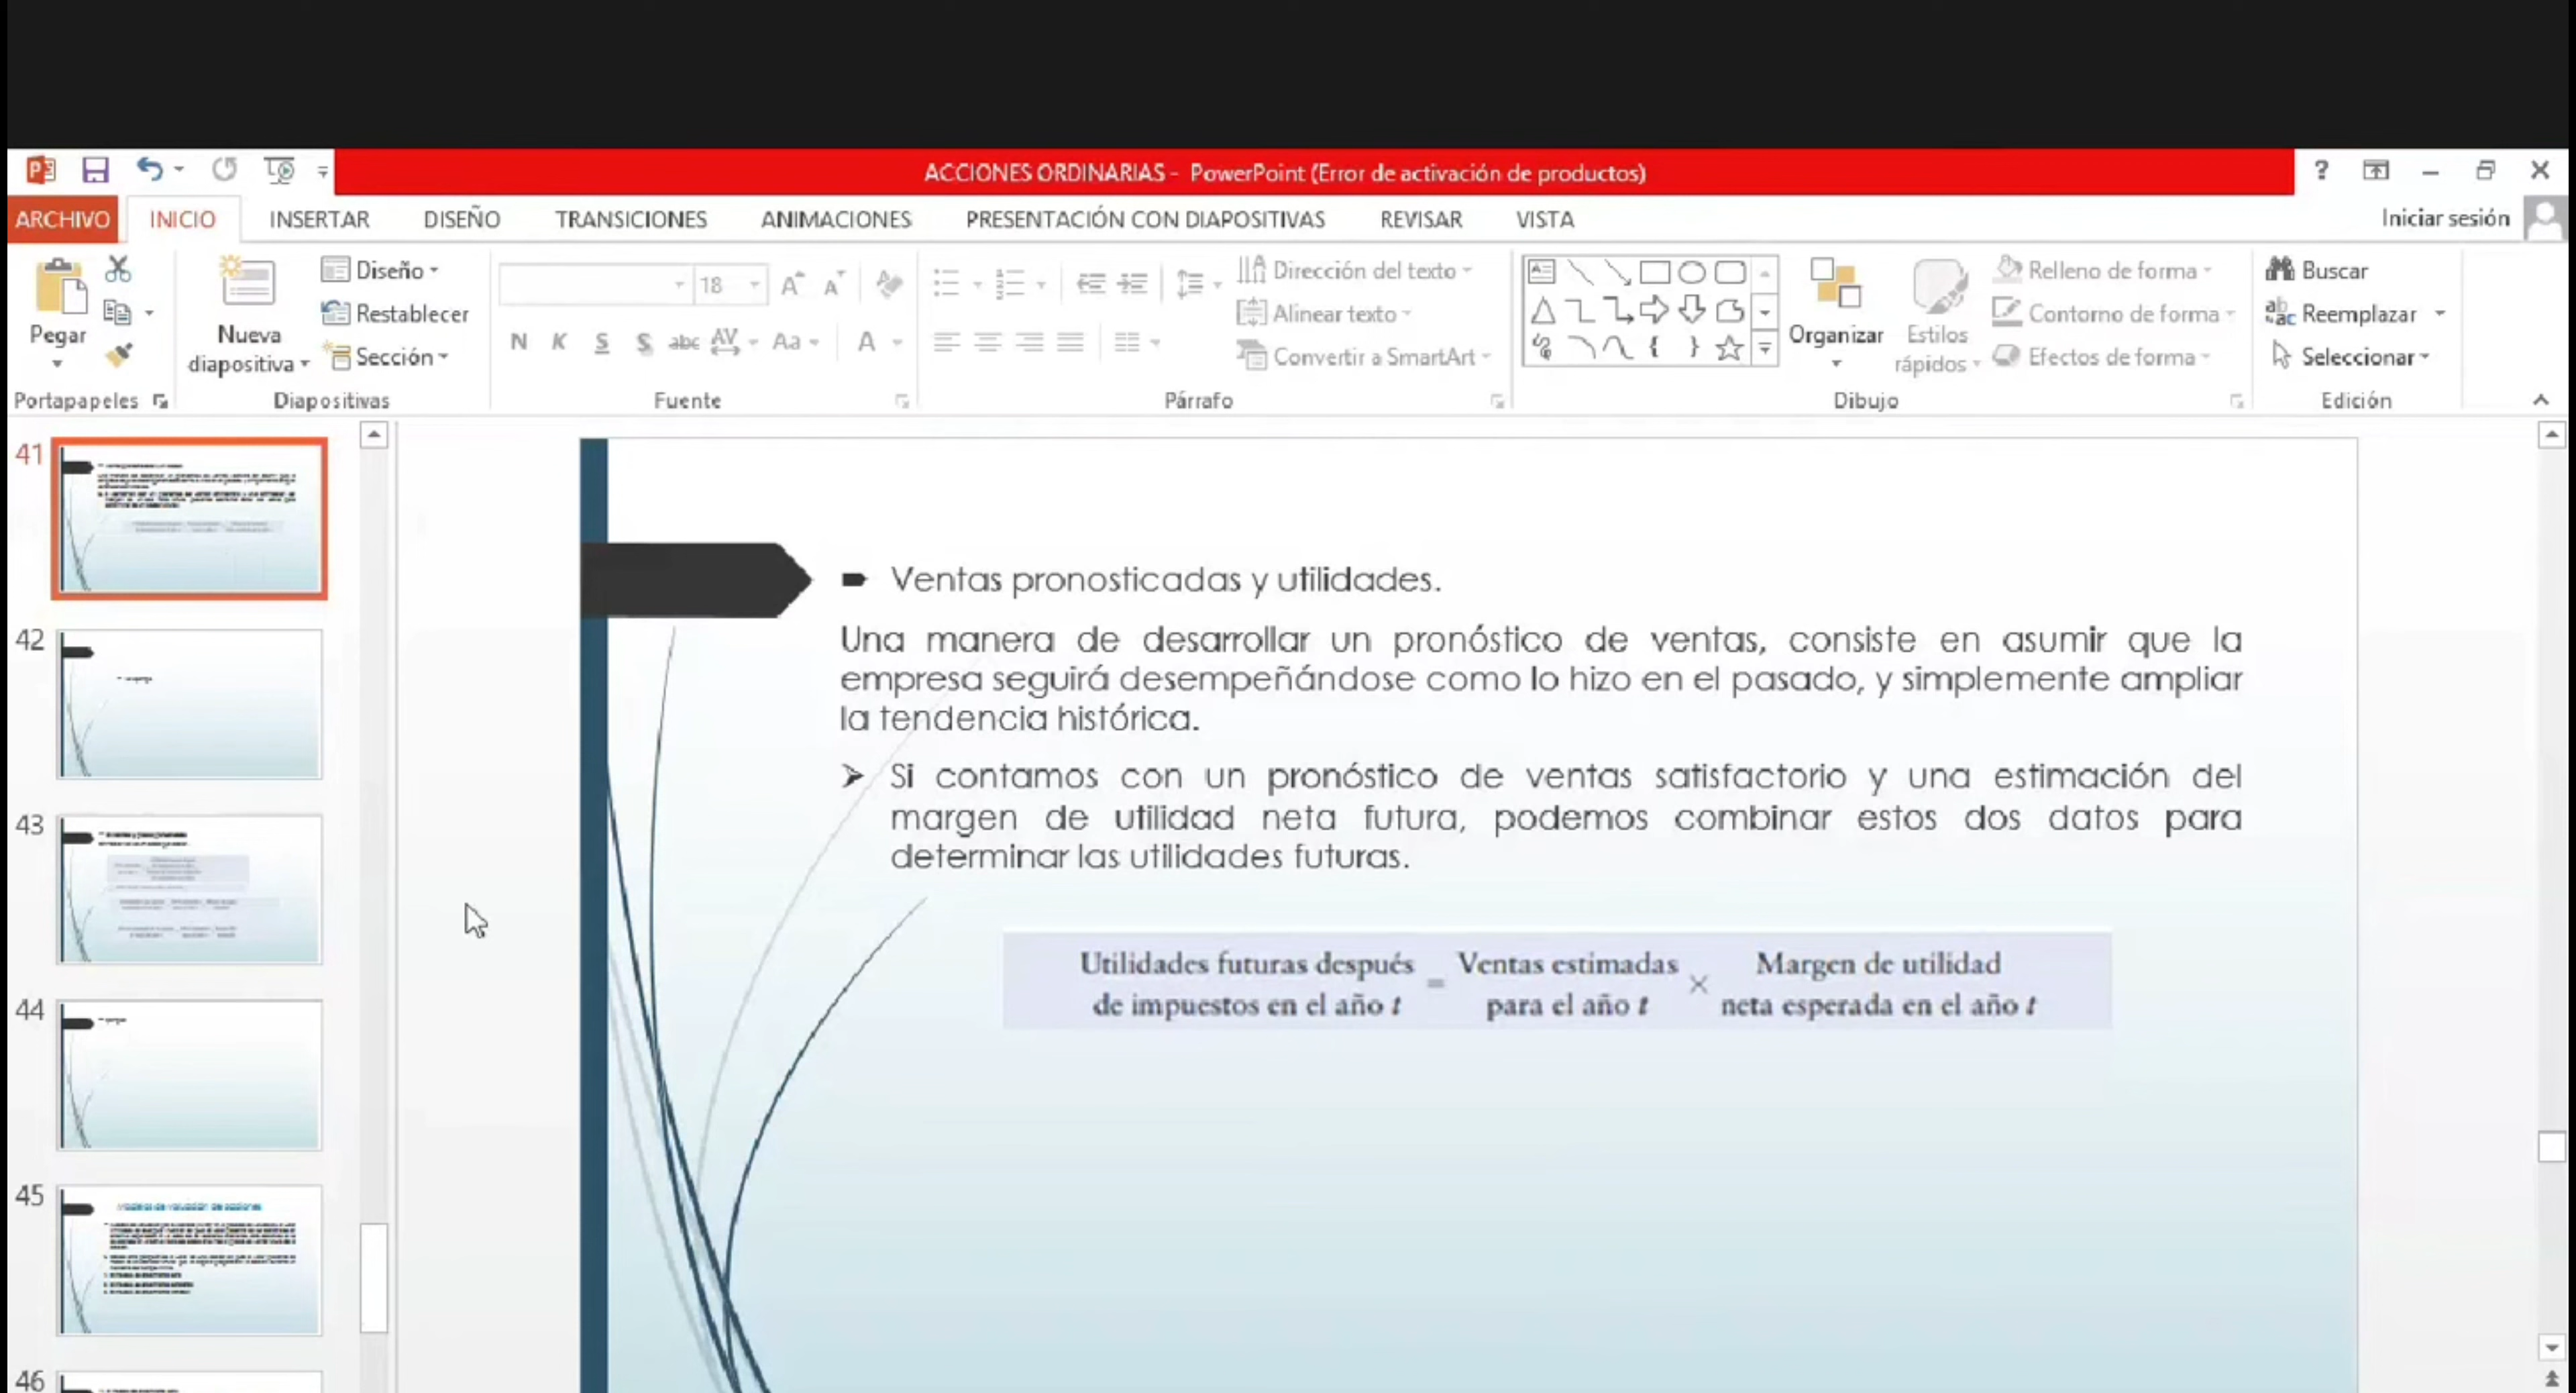 ACCIONES ORDINARIAS - PowerPoint (Error de activación de productos)
?
ARCHIVO INICIO INSERTAR DISEÑO TRANSICIONES ANIMACIONES PRESENTACIÓN CON DIAPOSITIVAS REVISAR VISTA Iniciar sesión
Pegar
Portapapeles
Nueva
diapositiva
Diseño
Restablecer
Sección
Diapositivas
18
N K S S abc AV Aa A
Fuente
Dirección del texto
Alinear texto
Convertir a SmartArt
Párrafo
Organizar
Estilos
rápidos
Relleno de forma
Contorno de forma
Efectos de forma
Dibujo
Buscar
Reemplazar
Seleccionar
Edición
41
42
43
44
45
46
Ventas pronosticadas y utilidades.
Una manera de desarrollar un pronóstico de ventas, consiste en asumir que la
empresa seguirá desempeñándose como lo hizo en el pasado, y simplemente ampliar
la tendencia histórica.
Si contamos con un pronóstico de ventas satisfactorio y una estimación del
margen de utilidad neta futura, podemos combinar estos dos datos para
determinar las utilidades futuras.
Utilidades futuras después
de impuestos en el año t
=
Ventas estimadas
para el año t
×
Margen de utilidad
neta esperada en el año t